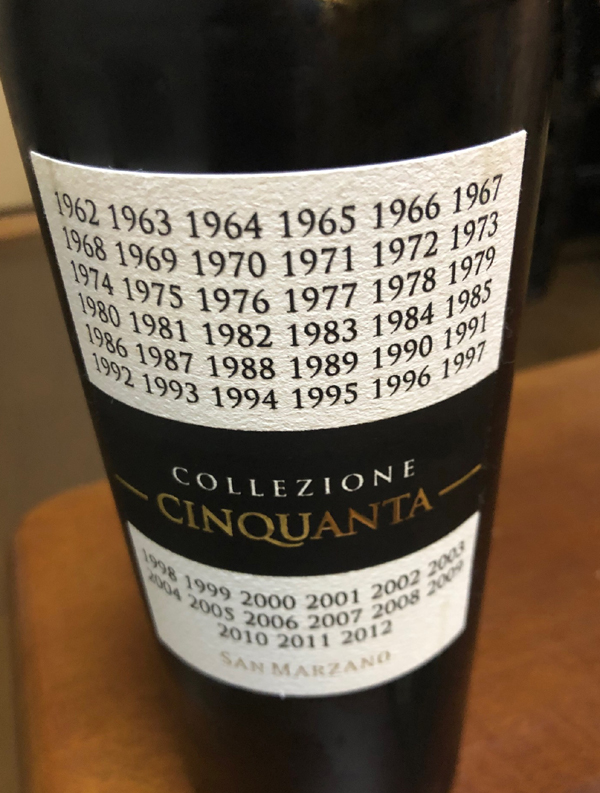 1962 1963 1964 1965 1966 1967
1968 1969 1970 1971 1972 1973
1974 1975 1976 1977 1978 1979
1980 1981 1982 1983 1984 1985
1986 1987 1988 1989 1990 1991
1992 1993 1994 1995 1996 1997
COLLEZIONE
CINQUANTA
1998 1999 2000 2001 2002 2003
2004 2005 2006 2007 2008 2009
2010 2011 2012
SAN MARZANO